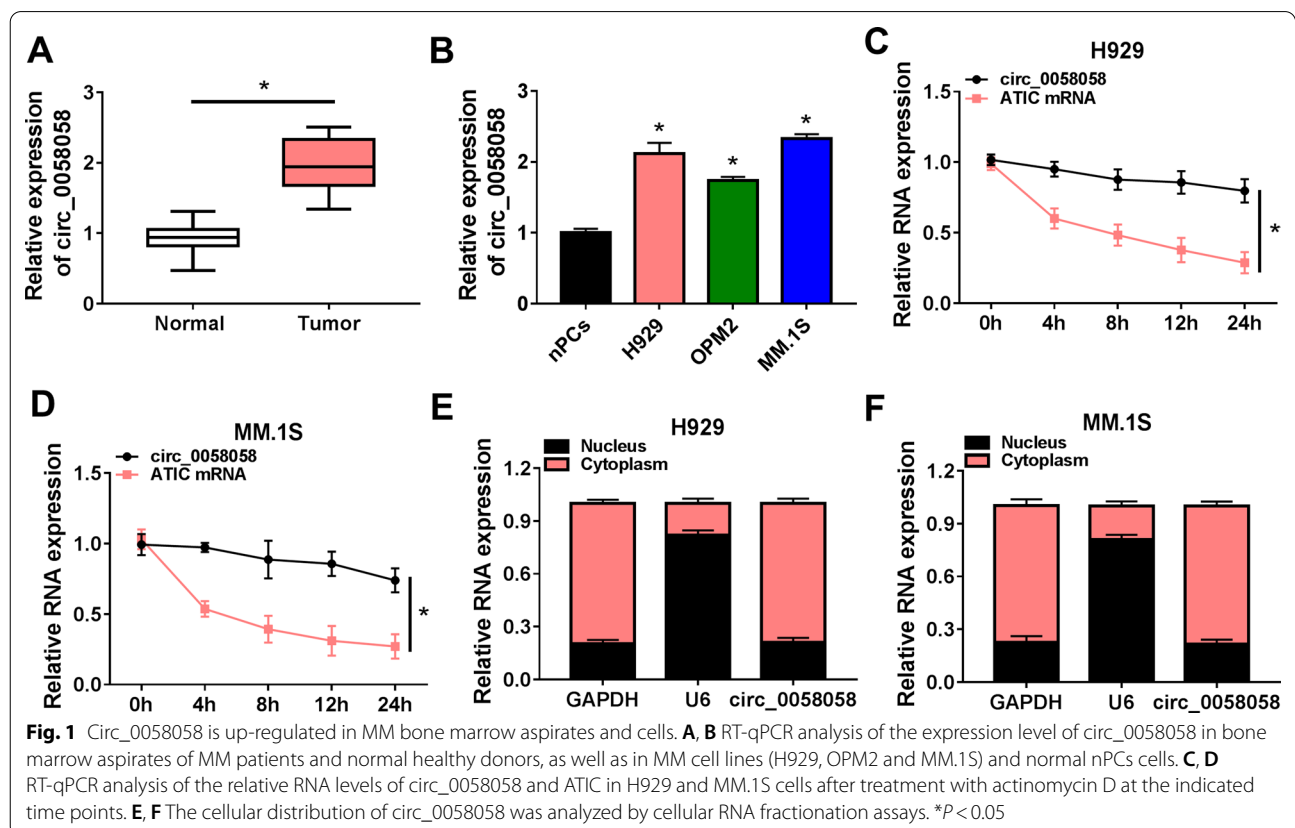 A
Relative expression
of circ_0058058
3
2
1
0
*
Normal
Tumor
B
Relative expression
of circ_0058058
3
2
1
0
*
*
*
nPCs
H929
OPM2
MM.1S
C
H929
circ_0058058
ATIC mRNA
Relative RNA expression
1.5
1.0
0.5
0.0
*
0h 4h 8h 12h 24h
D
MM.1S
circ_0058058
ATIC mRNA
Relative RNA expression
1.5
1.0
0.5
0.0
*
0h 4h 8h 12h 24h
E
H929
Nucleus
Cytoplasm
Relative RNA expression
1.2
0.9
0.6
0.3
0.0
GAPDH U6 circ_0058058
F
MM.1S
Nucleus
Cytoplasm
Relative RNA expression
1.2
0.9
0.6
0.3
0.0
GAPDH U6 circ_0058058
Fig. 1 Circ_0058058 is up-regulated in MM bone marrow aspirates and cells. A, B RT-qPCR analysis of the expression level of circ_0058058 in bone
marrow aspirates of MM patients and normal healthy donors, as well as in MM cell lines (H929, OPM2 and MM.1S) and normal nPCs cells. C, D
RT-qPCR analysis of the relative RNA levels of circ_0058058 and ATIC in H929 and MM.1S cells after treatment with actinomycin D at the indicated
time points. E, F The cellular distribution of circ_0058058 was analyzed by cellular RNA fractionation assays. *P < 0.05